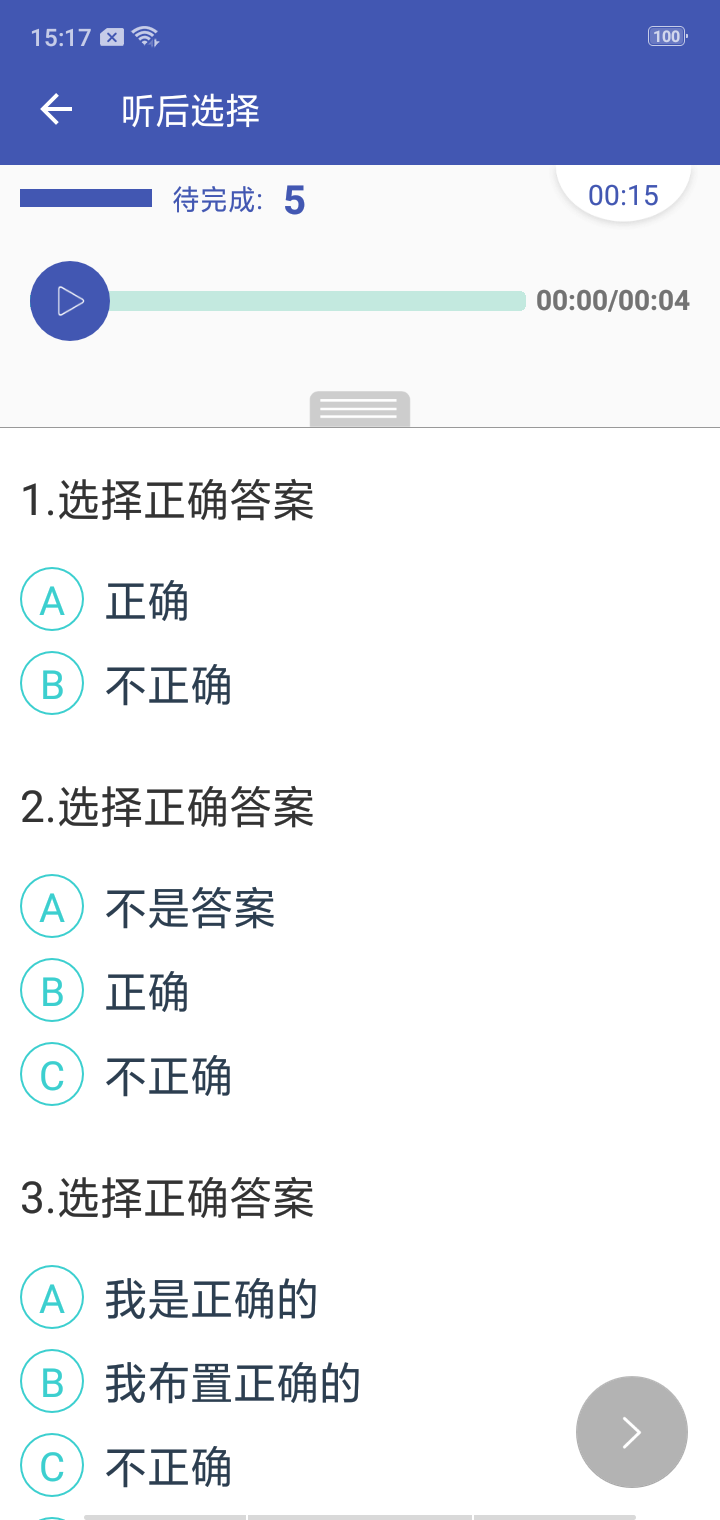 15:17 100
听后选择
待完成: 5 00:15
00:00/00:04
1.选择正确答案
A 正确
B 不正确
2.选择正确答案
A 不是答案
B 正确
C 不正确
3.选择正确答案
A 我是正确的
B 我布置正确的
C 不正确